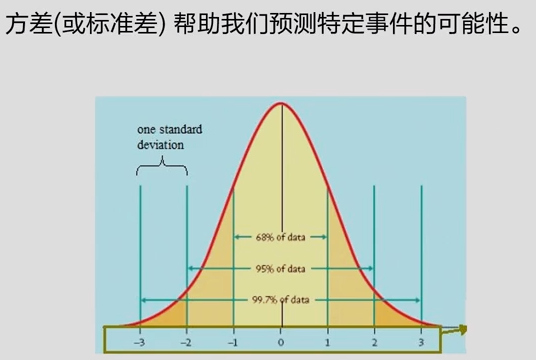 方差(或标准差) 帮助我们预测特定事件的可能性。
one standard
deviation
68% of data
95% of data
99.7% of data
-3 -2 -1 0 1 2 3